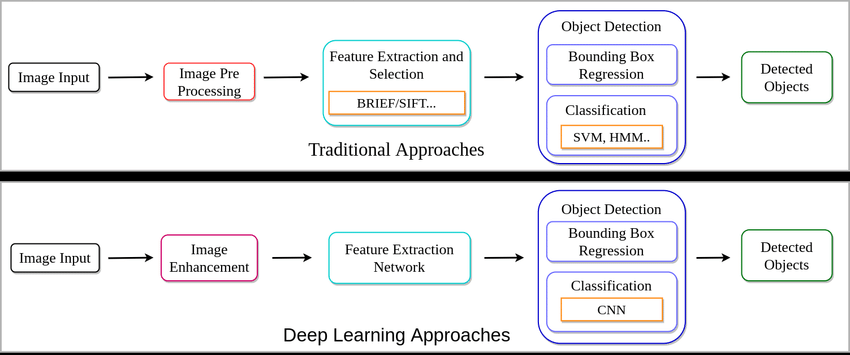 Image Input
Image Pre
Processing
Feature Extraction and
Selection
BRIEF/SIFT...
Object Detection
Bounding Box
Regression
Classification
SVM, HMM..
Detected
Objects
Traditional Approaches
Image Input
Image
Enhancement
Feature Extraction
Network
Object Detection
Bounding Box
Regression
Classification
CNN
Detected
Objects
Deep Learning Approaches